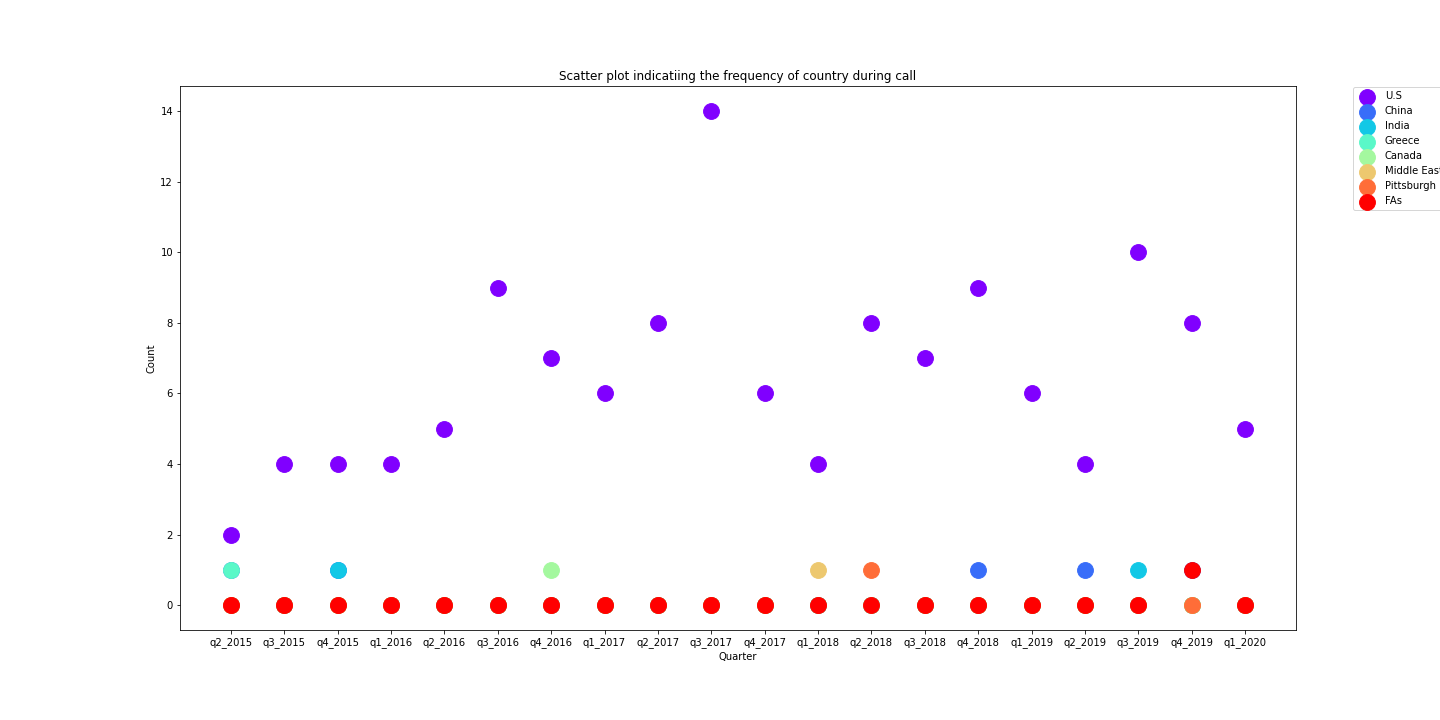 Scatter plot indicatiing the frequency of country during call
14
12
10
8
6
4
2
0
Count
q2_2015 q3_2015 q4_2015 q1_2016 q2_2016 q3_2016 q4_2016 q1_2017 q2_2017 q3_2017 q4_2017 q1_2018 q2_2018 q3_2018 q4_2018 q1_2019 q2_2019 q3_2019 q4_2019 q1_2020
Quarter
U.S
China
India
Greece
Canada
Middle East
Pittsburgh
FAs